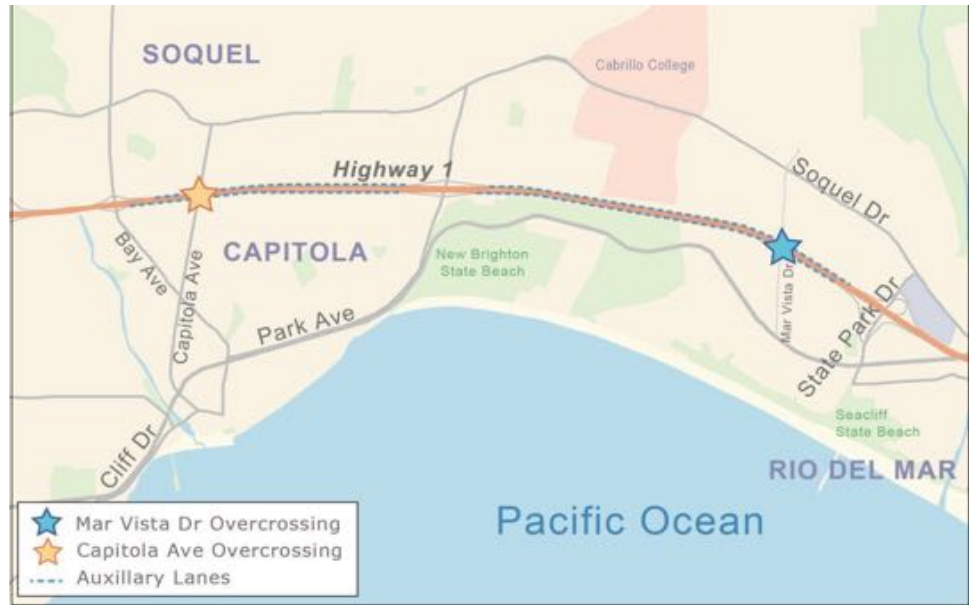 SOQUEL
Cabrillo College
Highway 1
Soquel Dr
Bay Ave
Capitola Ave
CAPITOLA
New Brighton
State Beach
Mar Vista Dr
State Park Dr
Park Ave
Cliff Dr
Seacliff
State Beach
RIO DEL MAR
Pacific Ocean
Mar Vista Dr Overcrossing
Capitola Ave Overcrossing
Auxillary Lanes